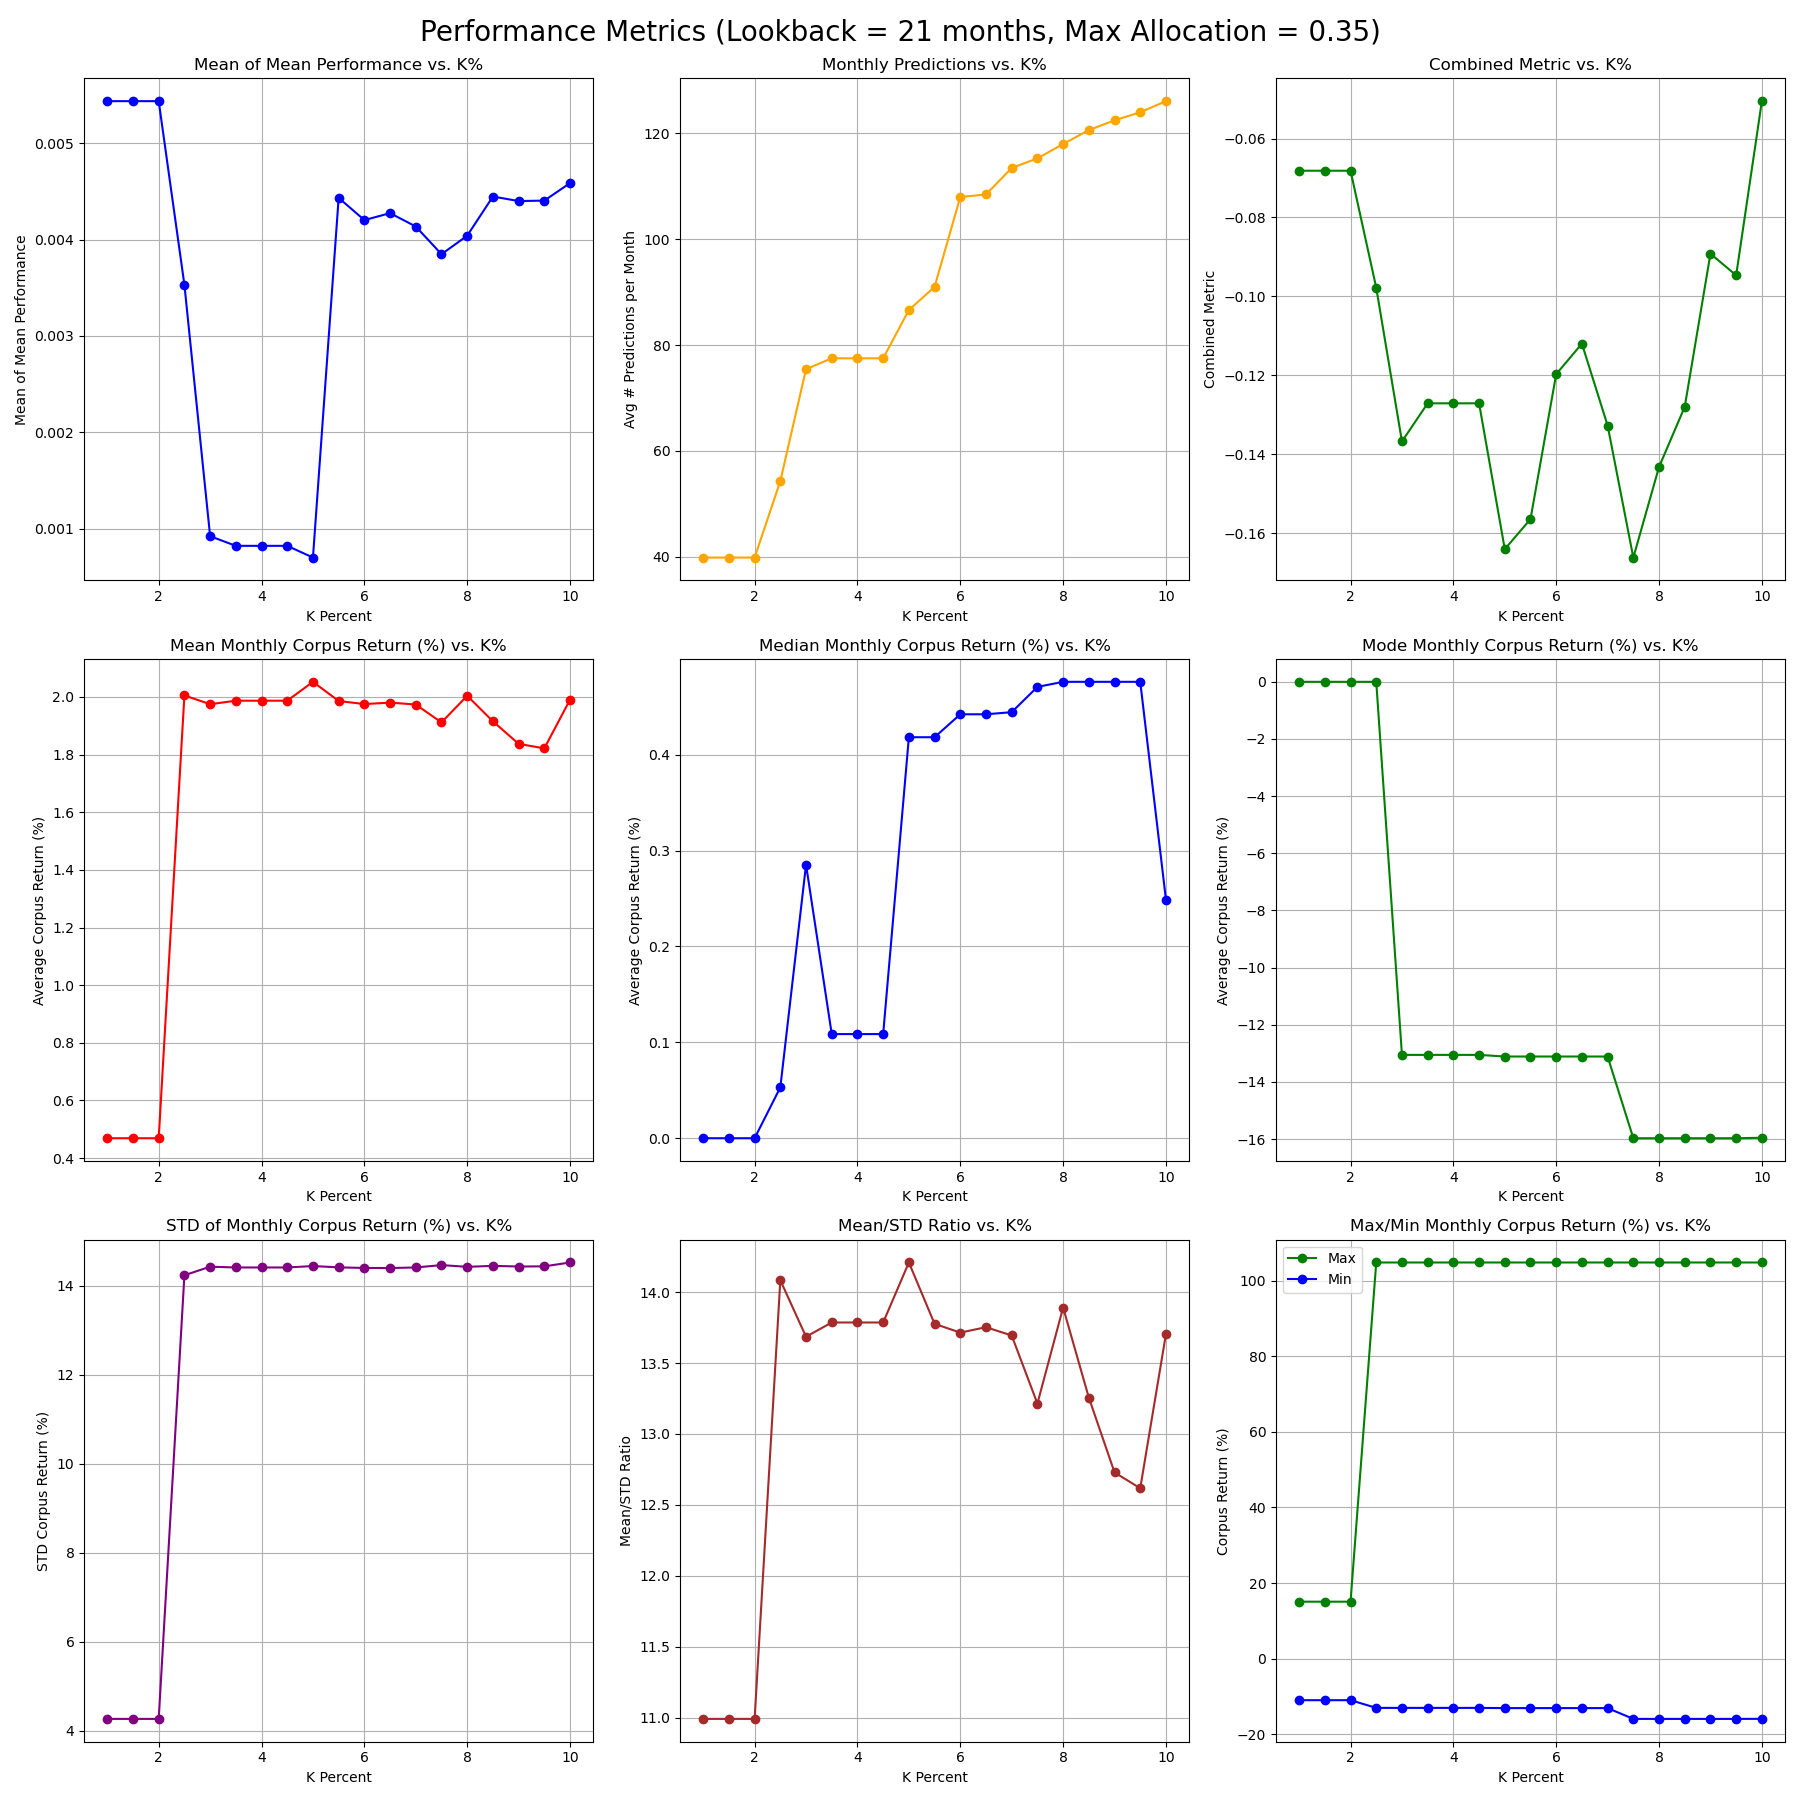 Performance Metrics (Lookback = 21 months, Max Allocation = 0.35)
Mean of Mean Performance vs. K%
Mean of Mean Performance
0.005
0.004
0.003
0.002
0.001
2 4 6 8 10
K Percent
Monthly Predictions vs. K%
Avg # Predictions per Month
120
100
80
60
40
2 4 6 8 10
K Percent
Combined Metric vs. K%
Combined Metric
−0.06
−0.08
−0.10
−0.12
−0.14
−0.16
2 4 6 8 10
K Percent
Mean Monthly Corpus Return (%) vs. K%
Average Corpus Return (%)
2.0
1.8
1.6
1.4
1.2
1.0
0.8
0.6
0.4
2 4 6 8 10
K Percent
Median Monthly Corpus Return (%) vs. K%
Average Corpus Return (%)
0.4
0.3
0.2
0.1
0.0
2 4 6 8 10
K Percent
Mode Monthly Corpus Return (%) vs. K%
Average Corpus Return (%)
0
−2
−4
−6
−8
−10
−12
−14
−16
2 4 6 8 10
K Percent
STD of Monthly Corpus Return (%) vs. K%
STD Corpus Return (%)
14
12
10
8
6
4
2 4 6 8 10
K Percent
Mean/STD Ratio vs. K%
Mean/STD Ratio
14.0
13.5
13.0
12.5
12.0
11.5
11.0
2 4 6 8 10
K Percent
Max/Min Monthly Corpus Return (%) vs. K%
Corpus Return (%)
Max
Min
100
80
60
40
20
0
−20
2 4 6 8 10
K Percent